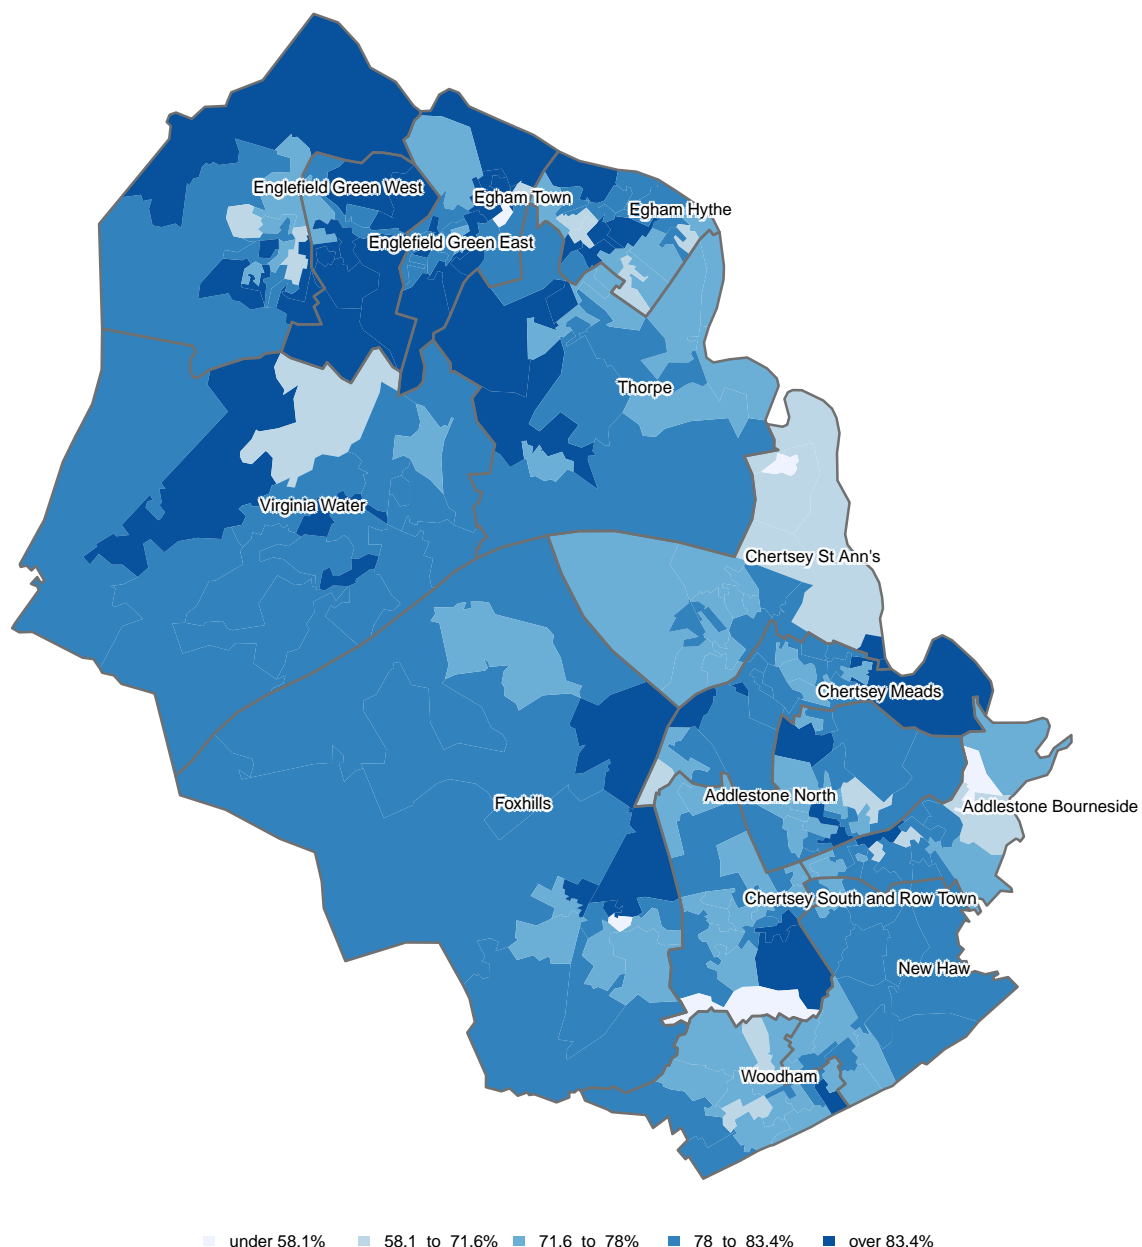 Englefield Green West
Egham Town
Egham Hythe
Englefield Green East
Thorpe
Virginia Water
Chertsey St Ann's
Chertsey Meads
Foxhills
Addlestone North
Addlestone Bourneside
Chertsey South and Row Town
New Haw
Woodham
under 58.1% 58.1 to 71.6% 71.6 to 78% 78 to 83.4% over 83.4%